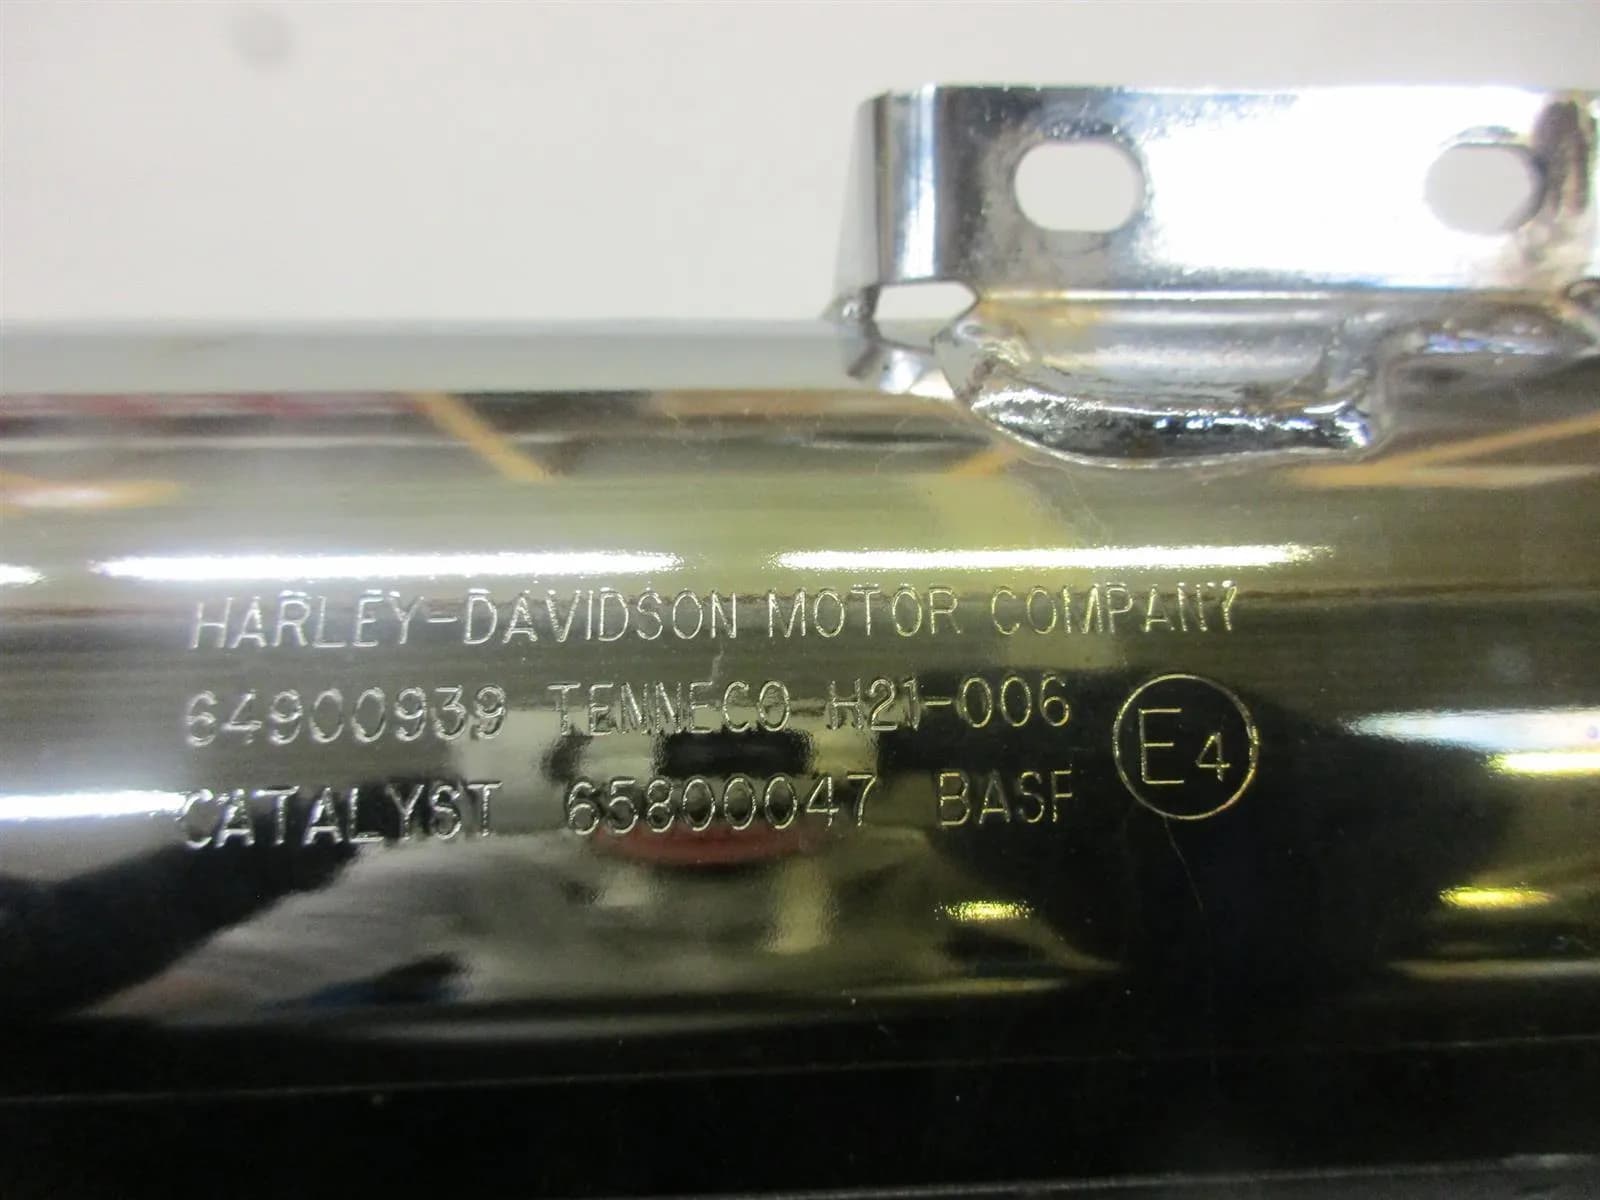 HARLEY-DAVIDSON MOTOR COMPANY
64900939 TENNECO H21-006
CATALYST 65800047 BASF
E4